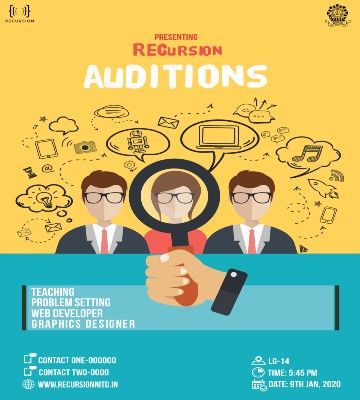 RECURSION
PRESENTING
RECURSION
AUDITIONS
TEACHING
PROBLEM SETTING
WEB DEVELOPER
GRAPHICS DESIGNER
CONTACT ONE-000000
CONTACT TWO-0000
WWW.RECURSIONNITD.IN
LG-14
TIME: 5:45 PM
DATE: 9TH JAN, 2020